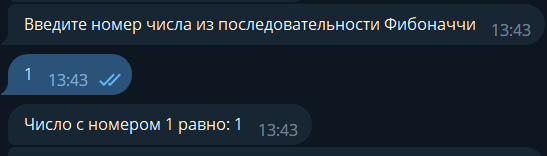 Введите номер числа из последовательности Фибоначчи 13:43
1 13:43
Число с номером 1 равно: 1 13:43